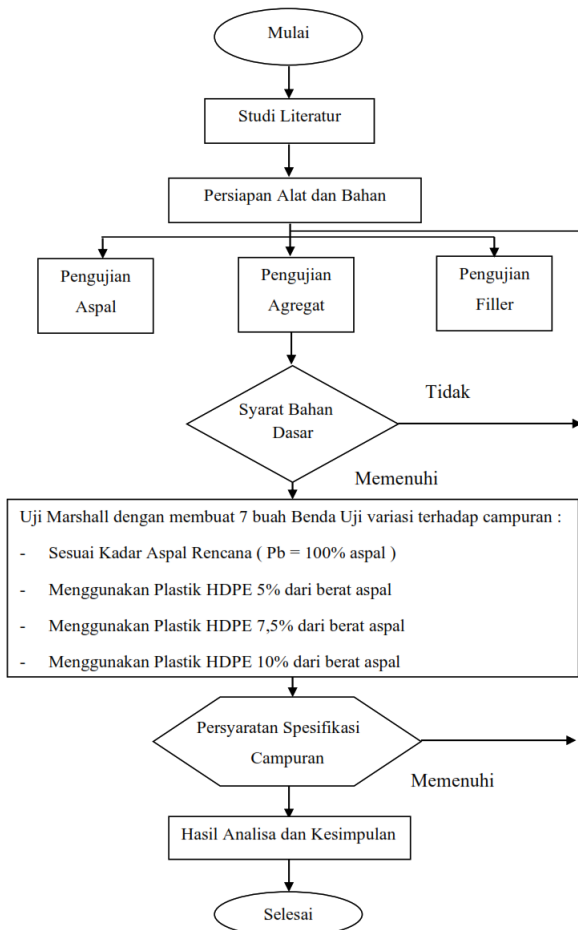 Mulai
Studi Literatur
Persiapan Alat dan Bahan
Pengujian
Aspal
Pengujian
Agregat
Pengujian
Filler
Syarat Bahan
Dasar
Tidak
Memenuhi
Uji Marshall dengan membuat 7 buah Benda Uji variasi terhadap campuran :
- Sesuai Kadar Aspal Rencana ( Pb = 100% aspal )
- Menggunakan Plastik HDPE 5% dari berat aspal
- Menggunakan Plastik HDPE 7,5% dari berat aspal
- Menggunakan Plastik HDPE 10% dari berat aspal
Persyaratan Spesifikasi
Campuran
Memenuhi
Hasil Analisa dan Kesimpulan
Selesai